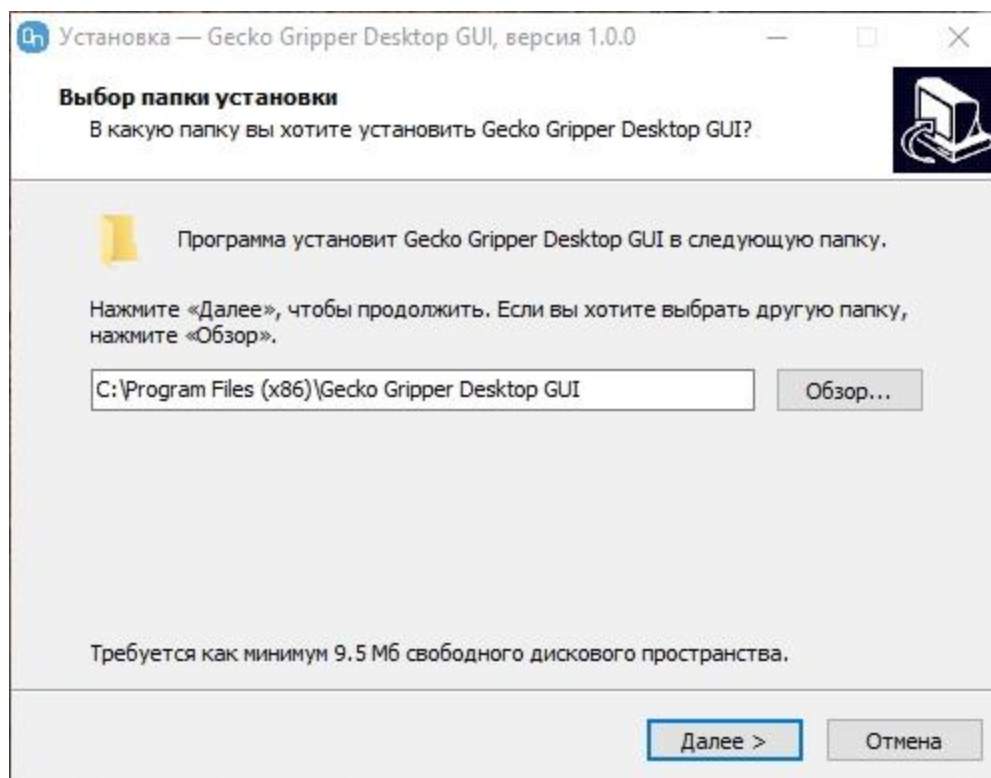 Установка — Gecko Gripper Desktop GUI, версия 1.0.0
Выбор папки установки
В какую папку вы хотите установить Gecko Gripper Desktop GUI?
Программа установит Gecko Gripper Desktop GUI в следующую папку.
Нажмите «Далее», чтобы продолжить. Если вы хотите выбрать другую папку,
нажмите «Обзор».
C:\Program Files (x86)\Gecko Gripper Desktop GUI
Обзор...
Требуется как минимум 9.5 Мб свободного дискового пространства.
Далее >
Отмена